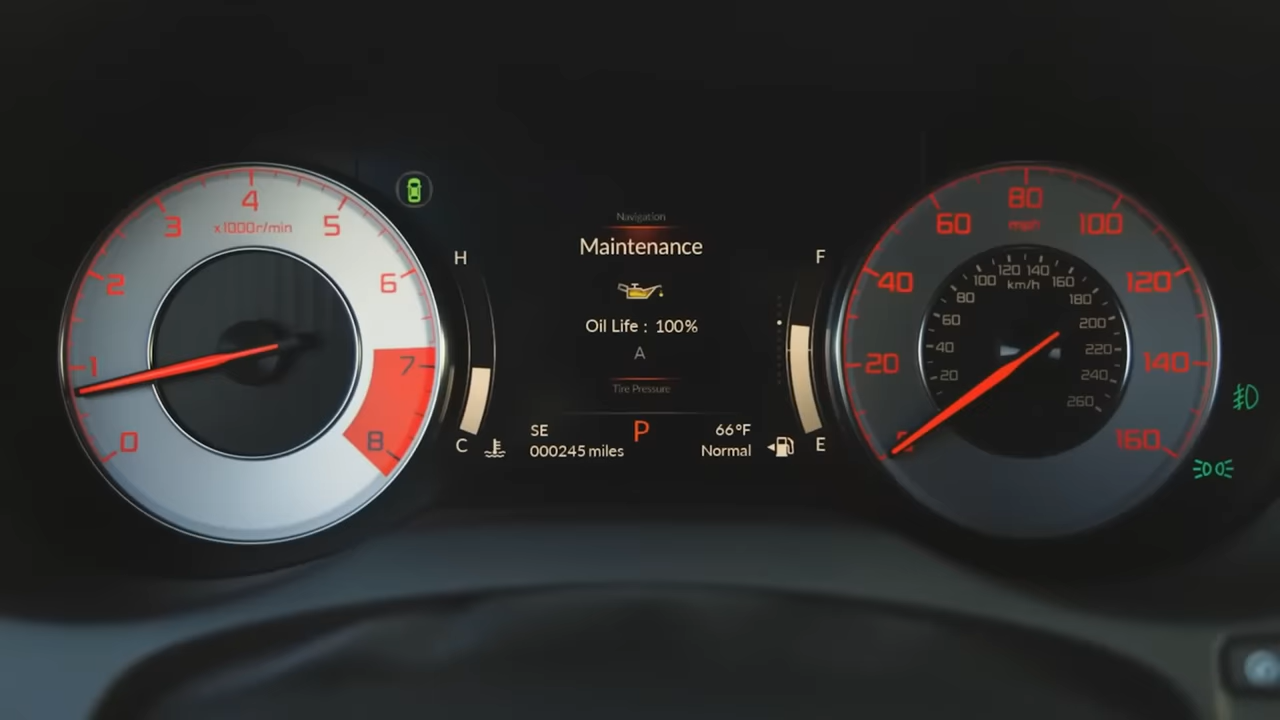 0
1
2
3
4
5
6
7
8
x1000r/min
H
C
Navigation
Maintenance
Oil Life : 100%
A
Tire Pressure
SE
000245 miles
P
66°F
Normal
F
E
20
40
60
80
100
120
140
160
mph
km/h
20
40
60
80
100
120
140
160
180
200
220
240
260